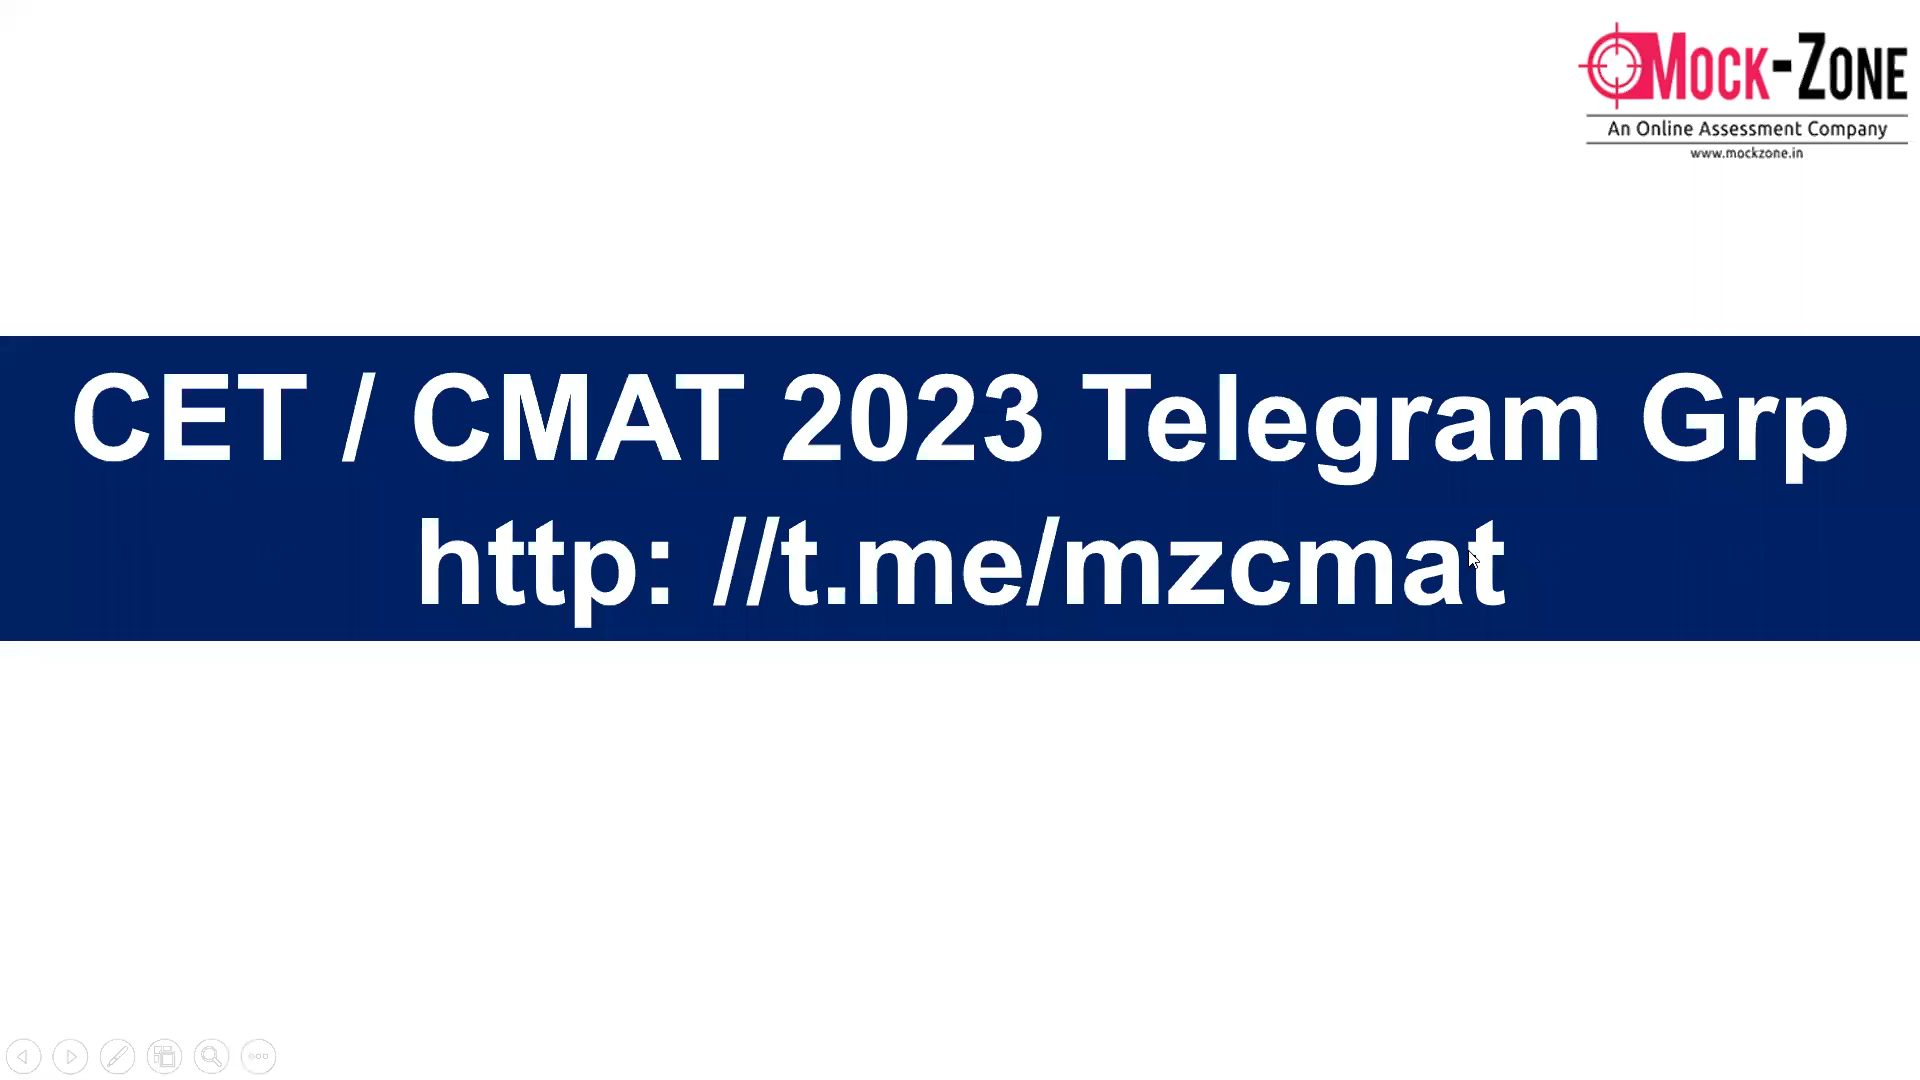 MOCK-ZONE
An Online Assessment Company
www.mockzone.in
CET / CMAT 2023 Telegram Grp
http: //t.me/mzcmat